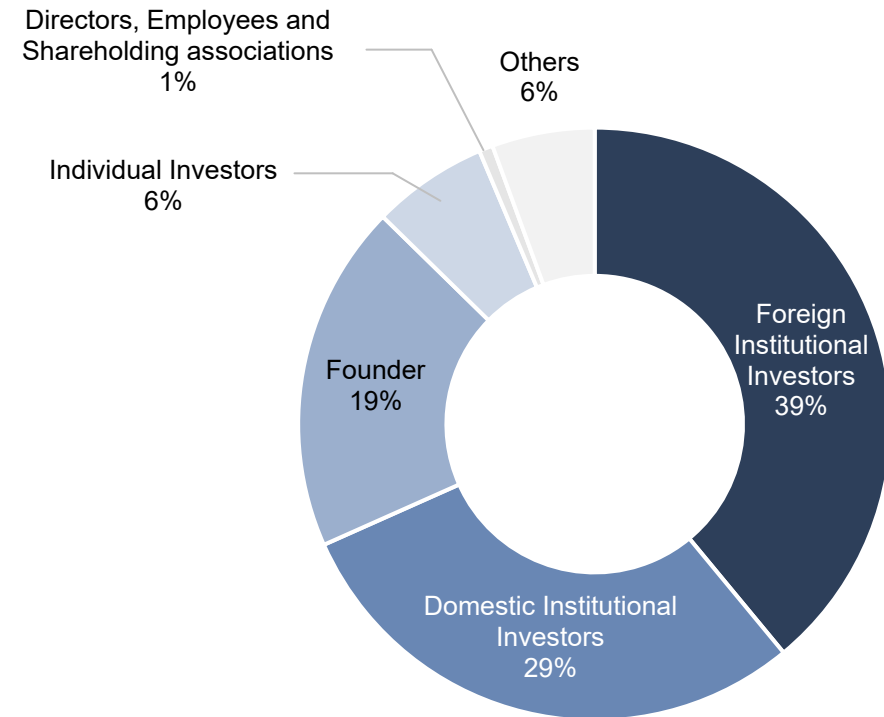 Directors, Employees and
Shareholding associations
1%
Others
6%
Individual Investors
6%
Foreign
Institutional
Investors
39%
Founder
19%
Domestic Institutional
Investors
29%